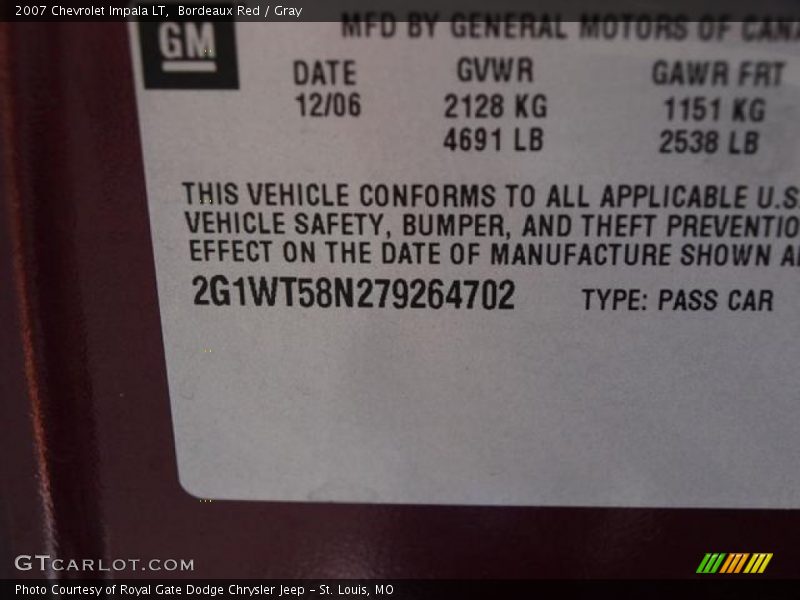 2007 Chevrolet Impala LT, Bordeaux Red / Gray
GM
MFD BY GENERAL MOTORS OF
DATE GVWR GAWR FRT
12/06 2128 KG 1151 KG
4691 LB 2538 LB
THIS VEHICLE CONFORMS TO ALL APPLICABLE U.S
VEHICLE SAFETY, BUMPER, AND THEFT PREVENTIO
EFFECT ON THE DATE OF MANUFACTURE SHOWN A
2G1WT58N279264702 TYPE: PASS CAR
GTCARLOT.COM
Photo Courtesy of Royal Gate Dodge Chrysler Jeep – St. Louis, MO